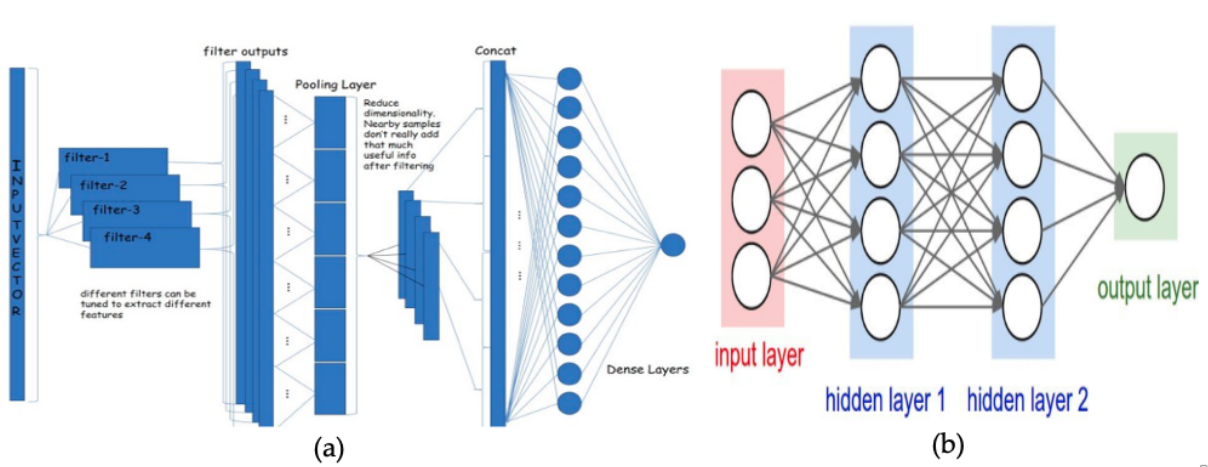 filter outputs
Concat
Pooling Layer
Reduce
dimensionality.
Nearby samples
don't really add
that much
useful info
after filtering
INPUTVECTOR
filter-1
filter-2
filter-3
filter-4
different filters can be
tuned to extract different
features
Dense Layers
(a)
input layer
hidden layer 1
hidden layer 2
output layer
(b)